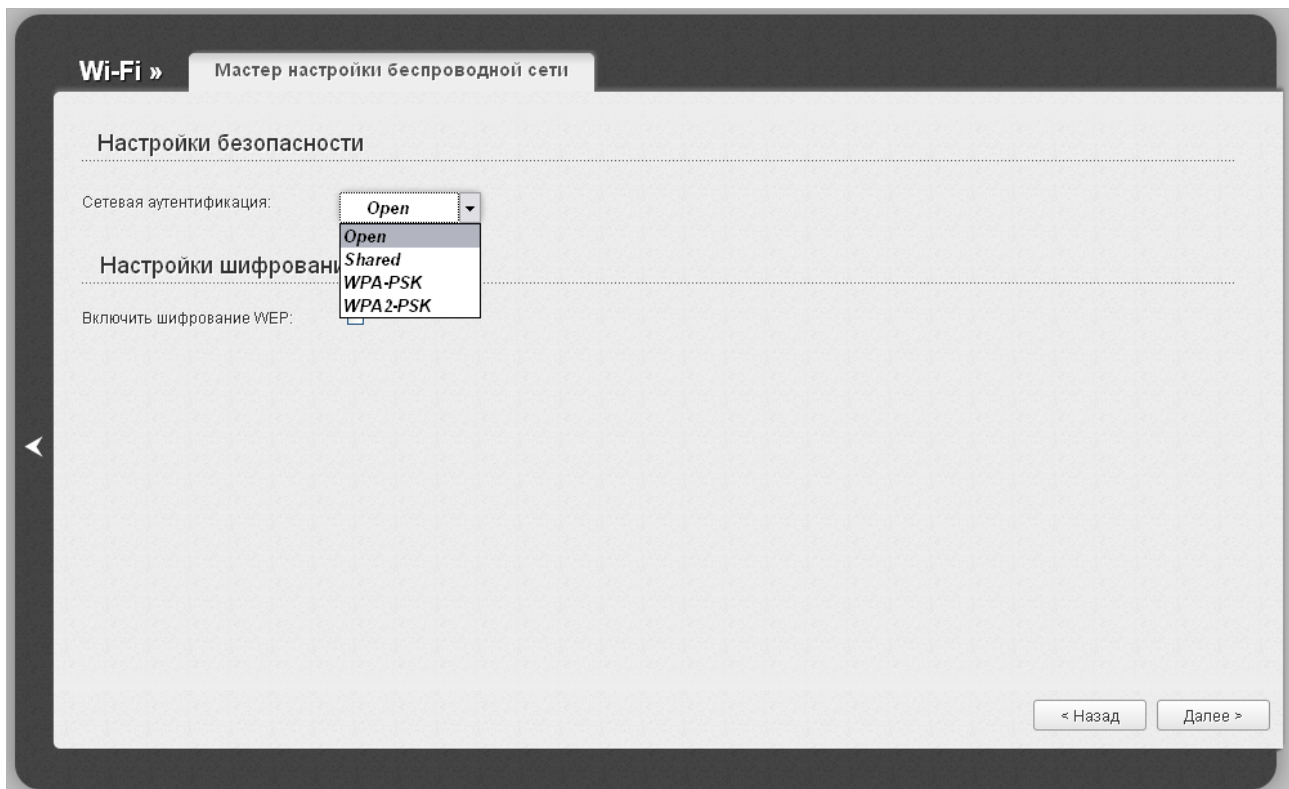 Wi-Fi »
Мастер настройки беспроводной сети
Настройки безопасности
Сетевая аутентификация:
Open
Open
Shared
WPA-PSK
WPA2-PSK
Настройки шифрован
Включить шифрование WEP:
< Назад
Далее >